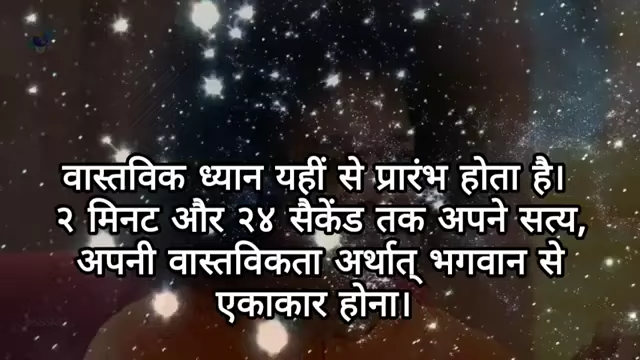 वास्तविक ध्यान यहीं से प्रारंभ होता है।
२ मिनट और २४ सैकेंड तक अपने सत्य,
अपनी वास्तविकता अर्थात् भगवान से
एकाकार होना।